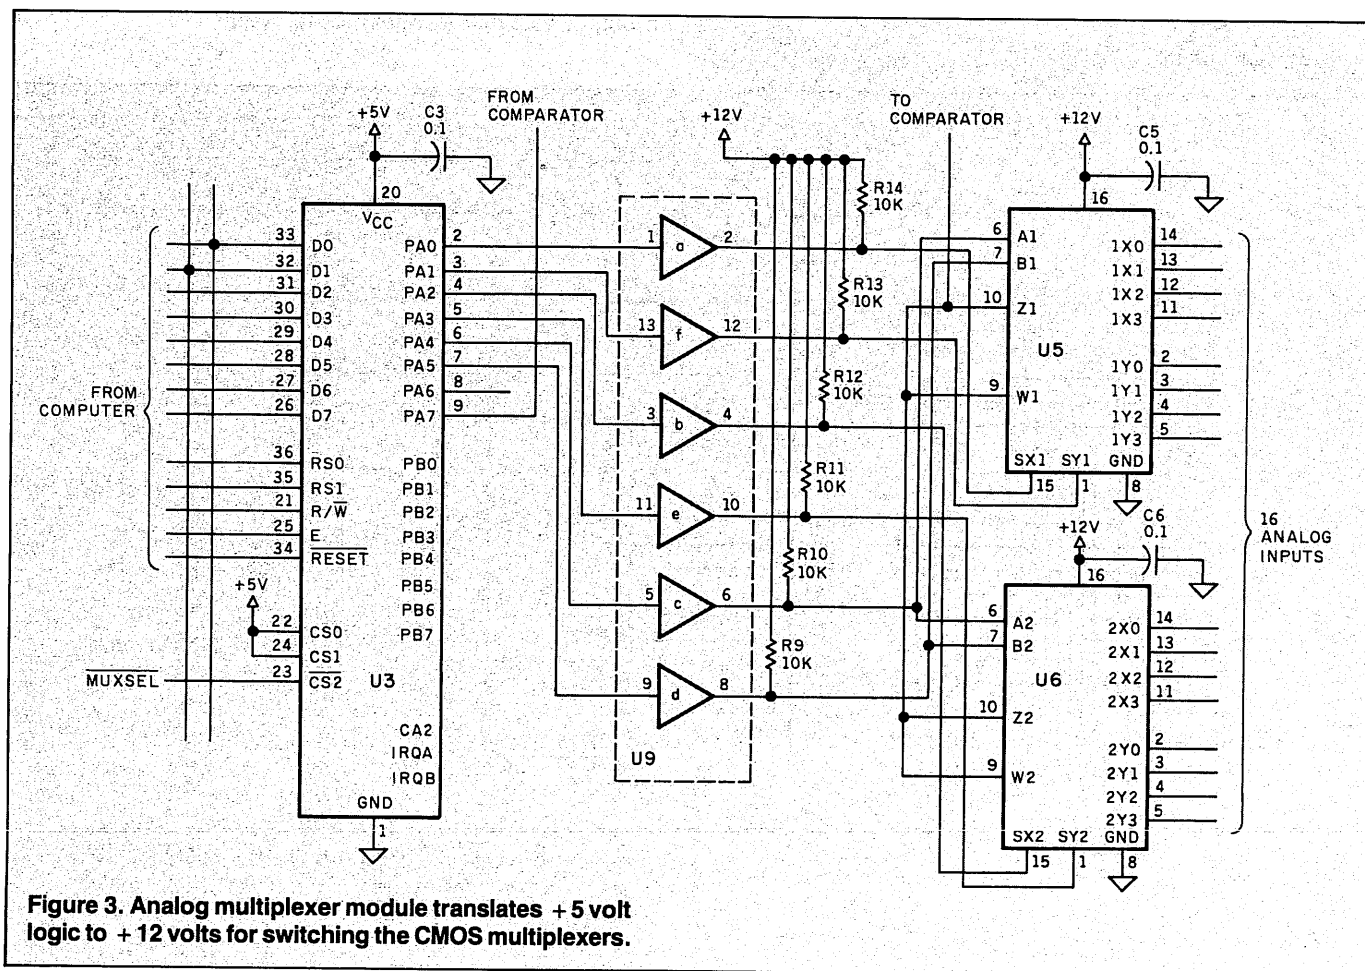 FROM
COMPARATOR
TO
COMPARATOR
+5V
C3
0.1
+12V
+12V
C5
0.1
20
VCC
16
R14
10K
R13
10K
R12
10K
R11
10K
R10
10K
R9
10K
FROM
COMPUTER
33 D0
32 D1
31 D2
30 D3
29 D4
28 D5
27 D6
26 D7
36 RS0
35 RS1
21 R/W̅
25 E.
34 R̅E̅S̅E̅T̅
+5V
22 CS0
24 CS1
M̅U̅X̅S̅E̅L̅ 23 C̅S̅2̅
U3
PA0 2
PA1 3
PA2 4
PA3 5
PA4 6
PA5 7
PA6 8
PA7 9
PB0
PB1
PB2
PB3
PB4
PB5
PB6
PB7
CA2
IRQA
IRQB
GND
1
1 a 2
13 f 12
3 b 4
11 e 10
5 c 6
9 d 8
U9
6 A1
7 B1
10 Z1
9 W1
U5
1X0 14
1X1 13
1X2 12
1X3 11
1Y0 2
1Y1 3
1Y2 4
1Y3 5
SX1 SY1 GND
15 1 8
+12V
C6
0.1
16
6 A2
7 B2
10 Z2
9 W2
U6
2X0 14
2X1 13
2X2 12
2X3 11
2Y0 2
2Y1 3
2Y2 4
2Y3 5
SX2 SY2 GND
15 1 8
16
ANALOG
INPUTS
Figure 3. Analog multiplexer module translates +5 volt
logic to +12 volts for switching the CMOS multiplexers.